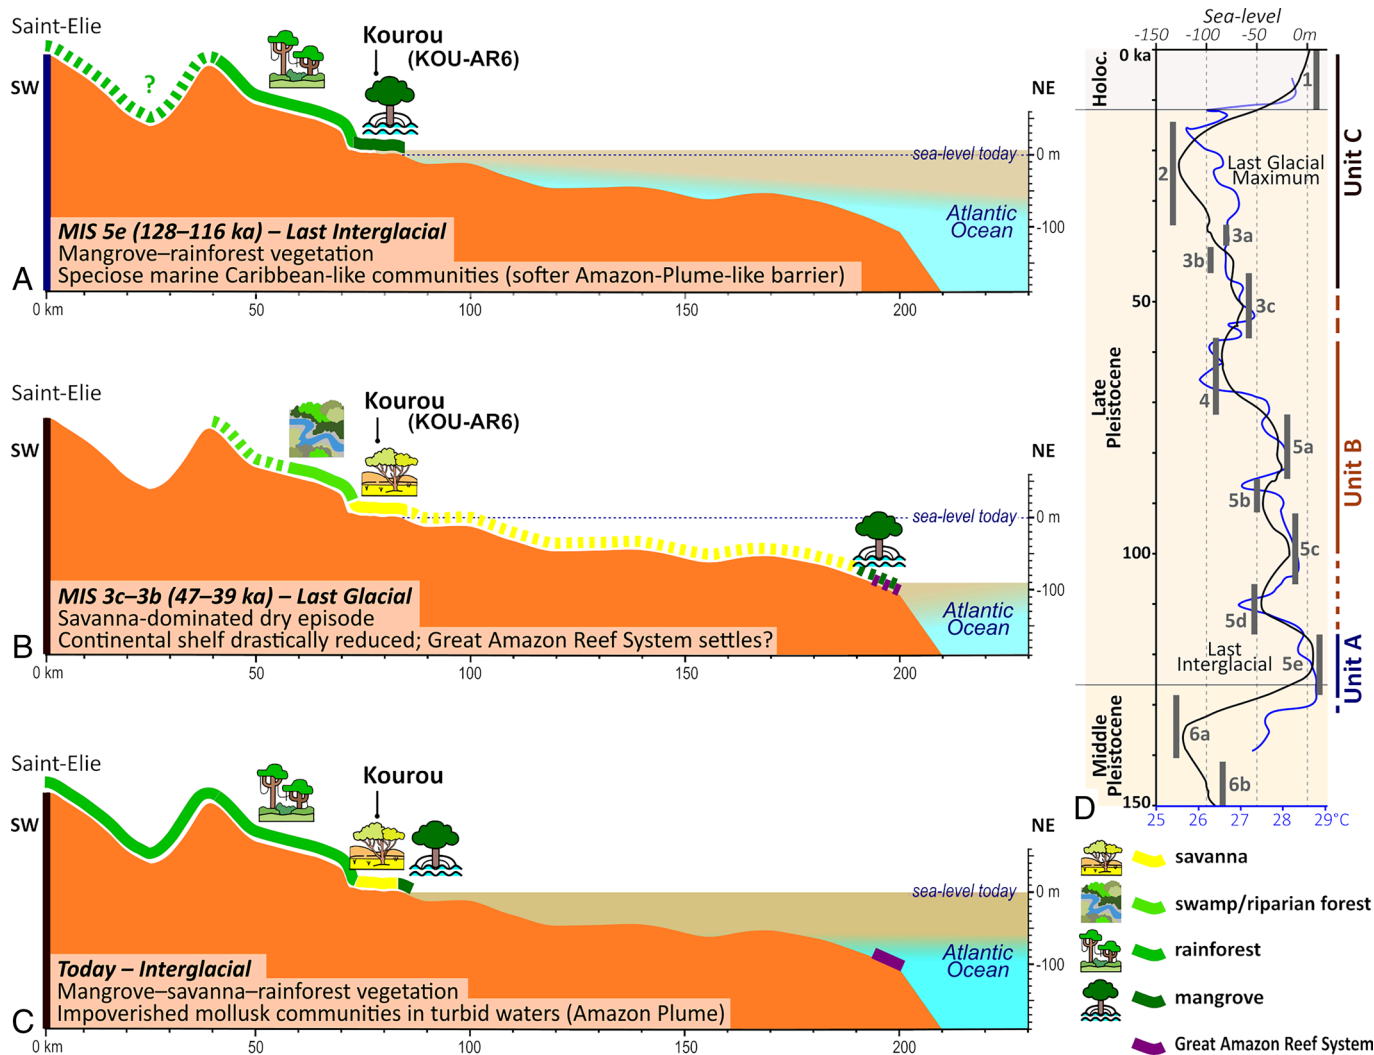 Saint-Elie
Kourou
(KOU-AR6)
SW
NE
?
sea-level today
0 m
-100
Atlantic
Ocean
MIS 5e (128–116 ka) – Last Interglacial
Mangrove–rainforest vegetation
Speciose marine Caribbean-like communities (softer Amazon-Plume-like barrier)
A
0 km
50
100
150
200
Saint-Elie
Kourou
(KOU-AR6)
SW
NE
sea-level today
0 m
-100
Atlantic
Ocean
MIS 3c–3b (47–39 ka) – Last Glacial
Savanna-dominated dry episode
Continental shelf drastically reduced; Great Amazon Reef System settles?
B
0 km
50
100
150
200
Saint-Elie
Kourou
SW
NE
sea-level today
0 m
-100
Atlantic
Ocean
Today – Interglacial
Mangrove–savanna–rainforest vegetation
Impoverished mollusk communities in turbid waters (Amazon Plume)
C
0 km
50
100
150
200
Sea-level
-150 -100 -50 0m
0 ka
50
100
150
Holoc.
Late
Pleistocene
Middle
Pleistocene
1
2
Last Glacial
Maximum
3a
3b
3c
4
5a
5b
5c
5d
Last
Interglacial
5e
6a
6b
Unit C
Unit B
Unit A
D
25 26 27 28 29°C
savanna
swamp/riparian forest
rainforest
mangrove
Great Amazon Reef System